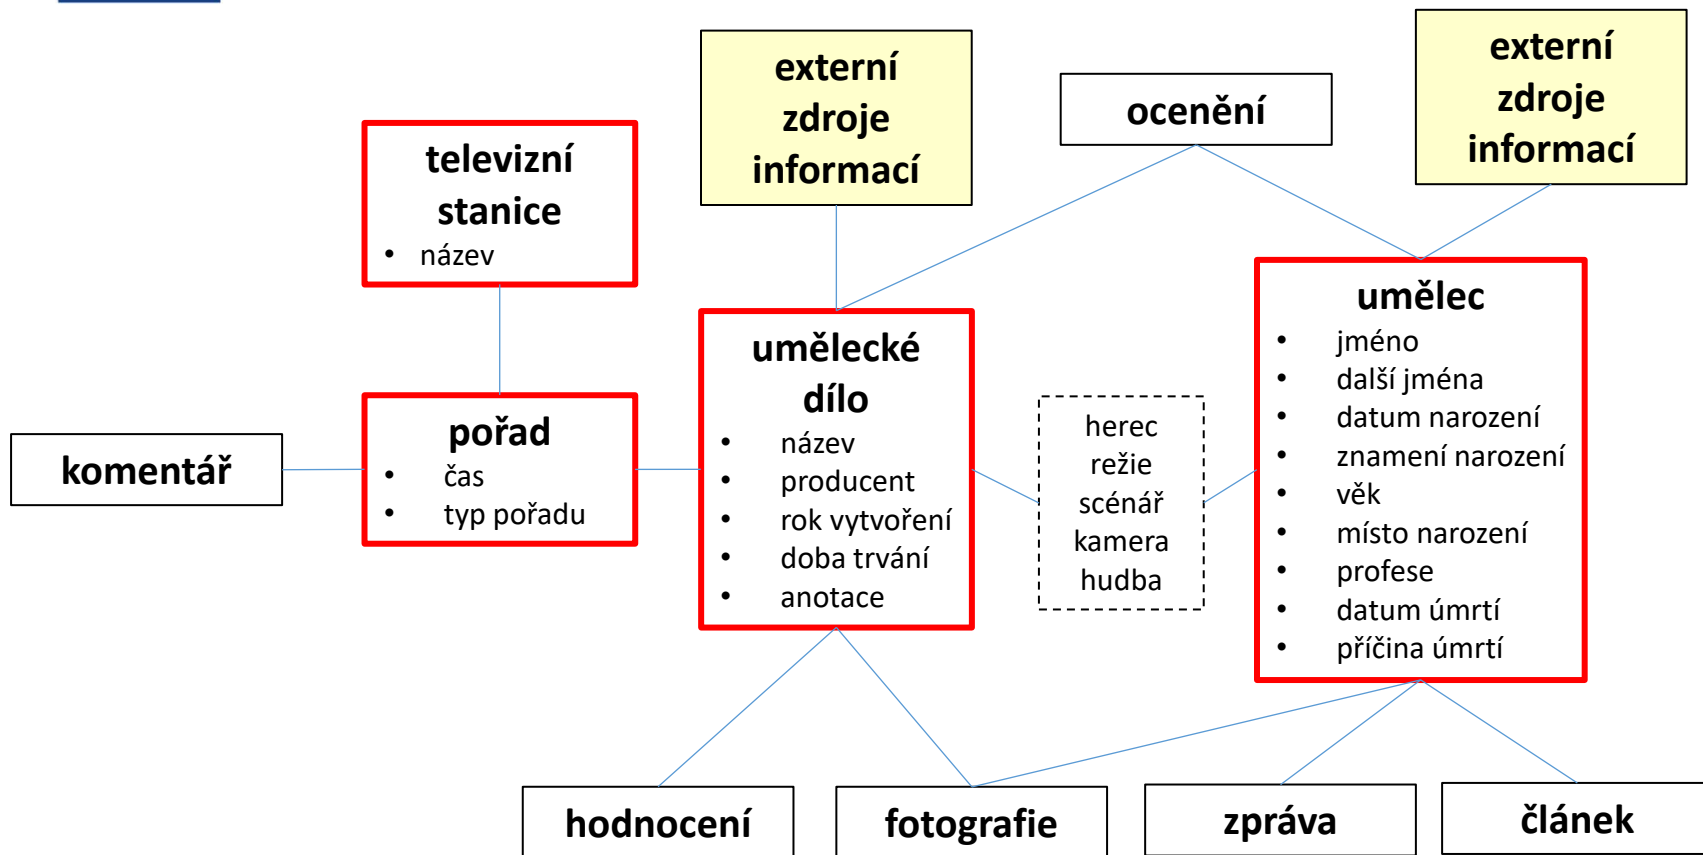 externí
zdroje
informací
ocenění
externí
zdroje
informací
televizní
stanice
• název
umělecké
dílo
• název
• producent
• rok vytvoření
• doba trvání
• anotace
umělec
• jméno
• další jména
• datum narození
• znamení narození
• věk
• místo narození
• profese
• datum úmrtí
• příčina úmrtí
komentář
pořad
• čas
• typ pořadu
herec
režie
scénář
kamera
hudba
hodnocení
fotografie
zpráva
článek